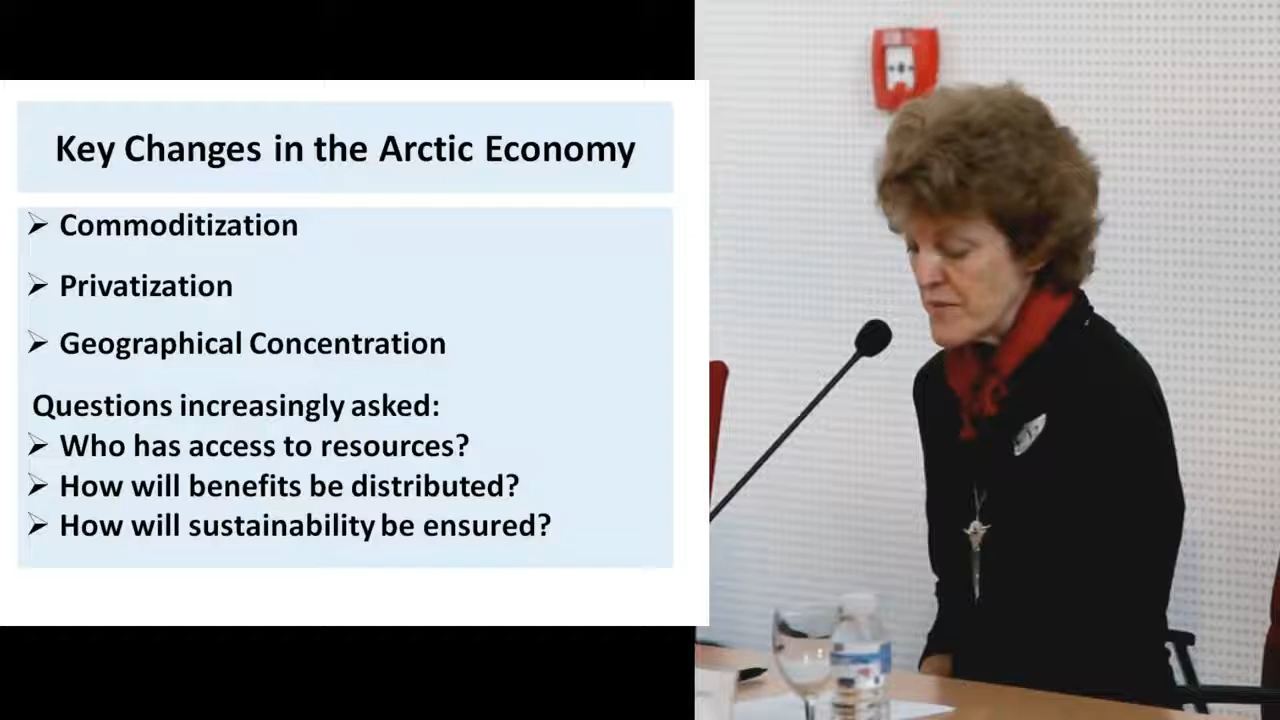 Key Changes in the Arctic Economy
➢ Commoditization
➢ Privatization
➢ Geographical Concentration
Questions increasingly asked:
➢ Who has access to resources?
➢ How will benefits be distributed?
➢ How will sustainability be ensured?